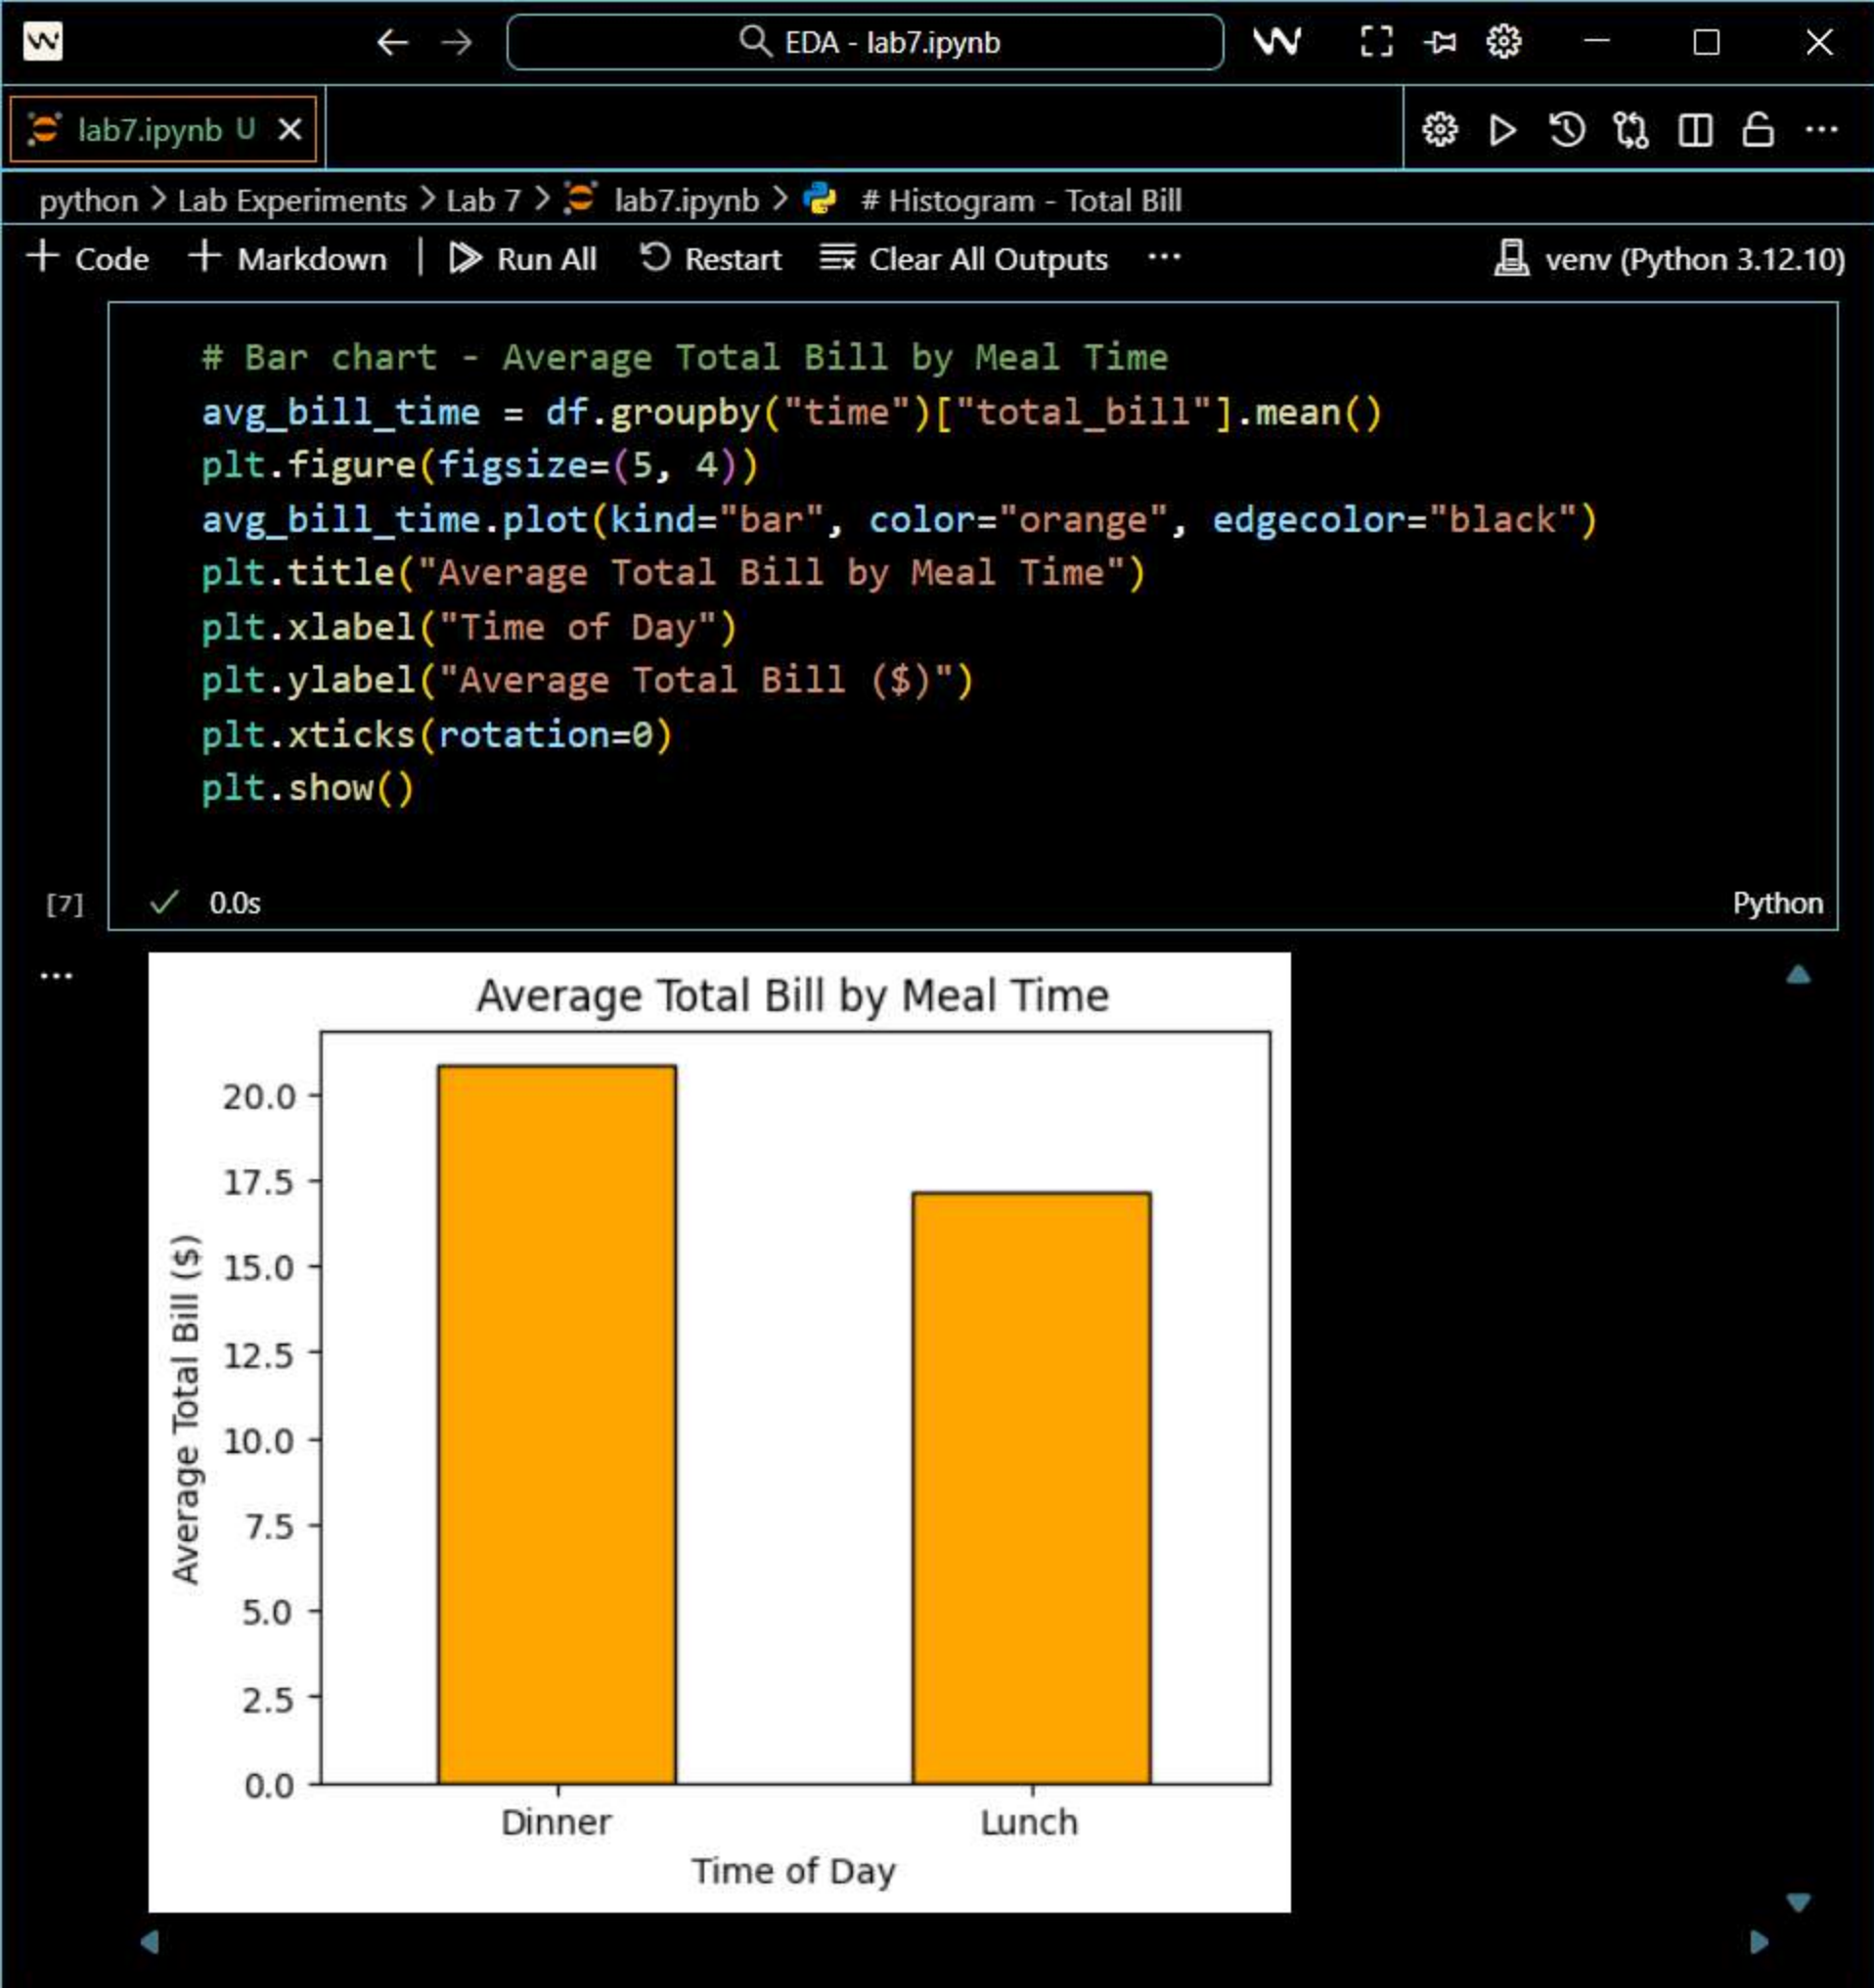 EDA - lab7.ipynb
lab7.ipynb U
python > Lab Experiments > Lab 7 > lab7.ipynb > # Histogram - Total Bill
+ Code + Markdown | Run All Restart Clear All Outputs ... venv (Python 3.12.10)
# Bar chart - Average Total Bill by Meal Time
avg_bill_time = df.groupby("time")["total_bill"].mean()
plt.figure(figsize=(5, 4))
avg_bill_time.plot(kind="bar", color="orange", edgecolor="black")
plt.title("Average Total Bill by Meal Time")
plt.xlabel("Time of Day")
plt.ylabel("Average Total Bill ($)")
plt.xticks(rotation=0)
plt.show()
[7] 0.0s Python
Average Total Bill by Meal Time
Average Total Bill ($)
20.0
17.5
15.0
12.5
10.0
7.5
5.0
2.5
0.0
Dinner Lunch
Time of Day